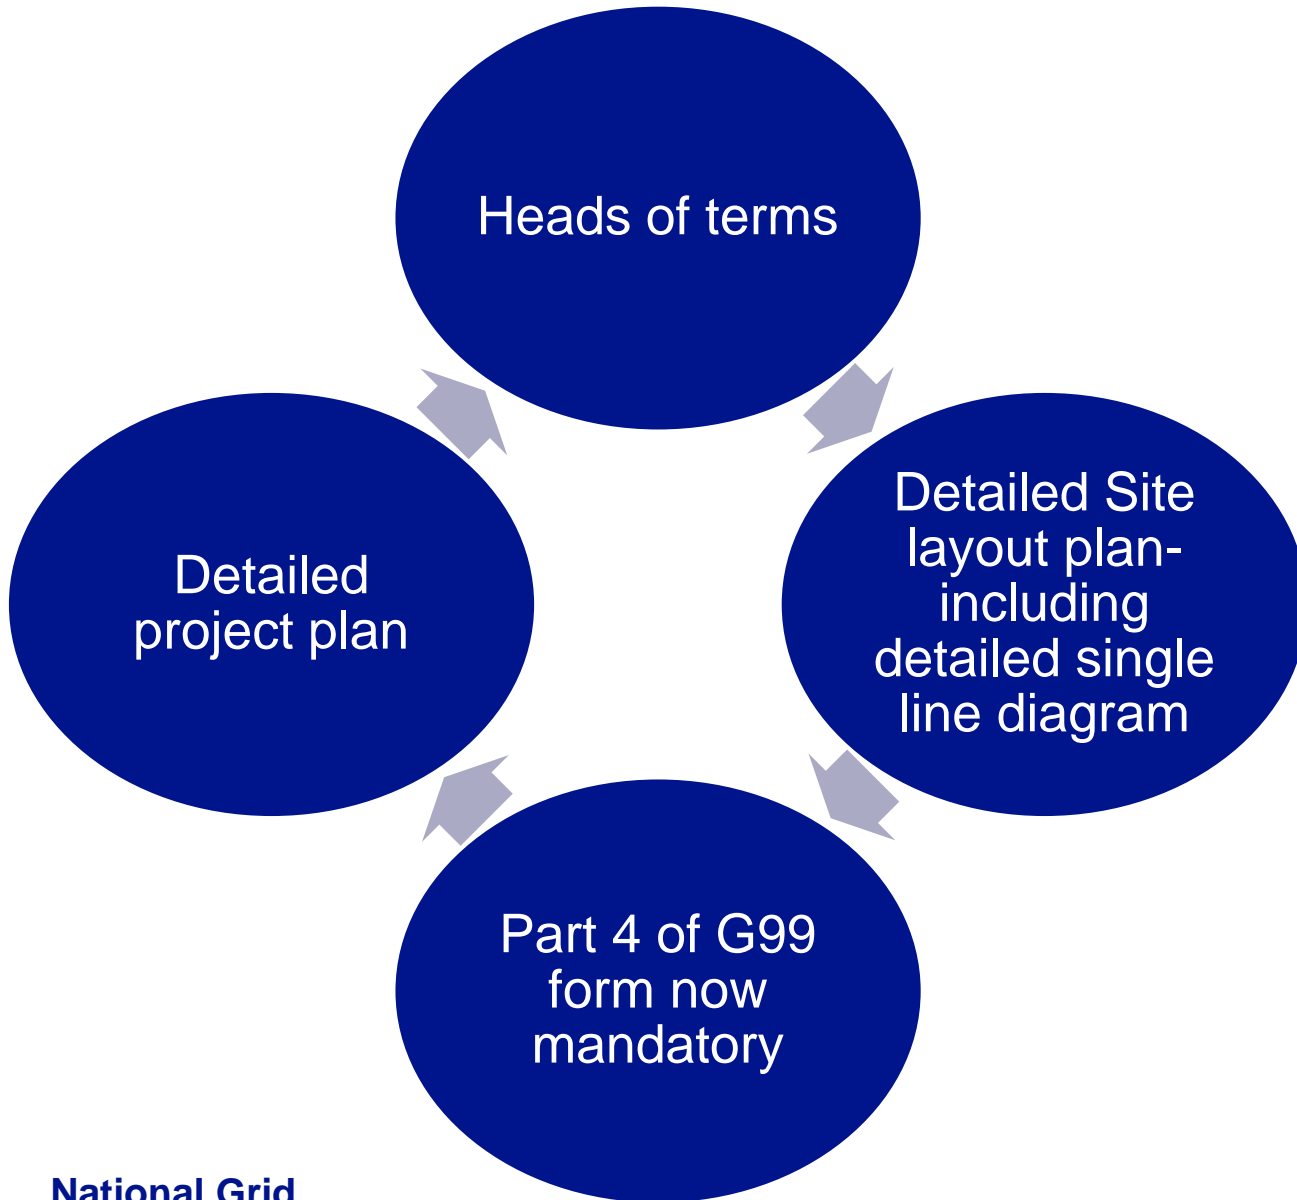 Heads of terms
Detailed Site
layout plan-
including
detailed single
line diagram
Detailed
project plan
Part 4 of G99
form now
mandatory
National Grid